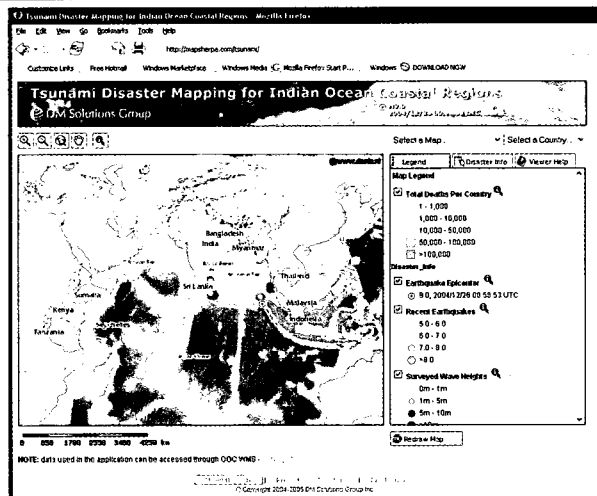 Tsunami Disaster Mapping for Indian Ocean Coastal Regions - Mozilla Firefox
File Edit View Go Bookmarks Tools Help
http://mapsherpa.com/tsunami/
Customize Links Free Hotmail Windows Marketplace Windows Media Mozilla Firefox Start P... Windows DOWNLOAD NOW
Tsunami Disaster Mapping for Indian Ocean Coastal Regions
DM Solutions Group
Select a Map... Select a Country...
Legend Disaster Info Viewer Help
Map Legend
Total Deaths Per Country
1 - 1,000
1,000 - 10,000
10,000 - 50,000
50,000 - 100,000
>100,000
Disaster_Info
Earthquake Epicenter
9.0, 2004/12/26 00:58:53 UTC
Recent Earthquakes
5.0 - 6.0
6.0 - 7.0
7.0 - 8.0
>8.0
Surveyed Wave Heights
0m - 1m
1m - 5m
5m - 10m
Redraw Map
Bangladesh
India
Myanmar
Thailand
Sri Lanka
Malaysia
Indonesia
Sumatra
Kenya
Seychelles
Tanzania
0 850 1700 2550 3400 4250 km
NOTE: data used in the application can be accessed through OGC WMS -
© Copyright 2004-2005 DM Solutions Group Inc